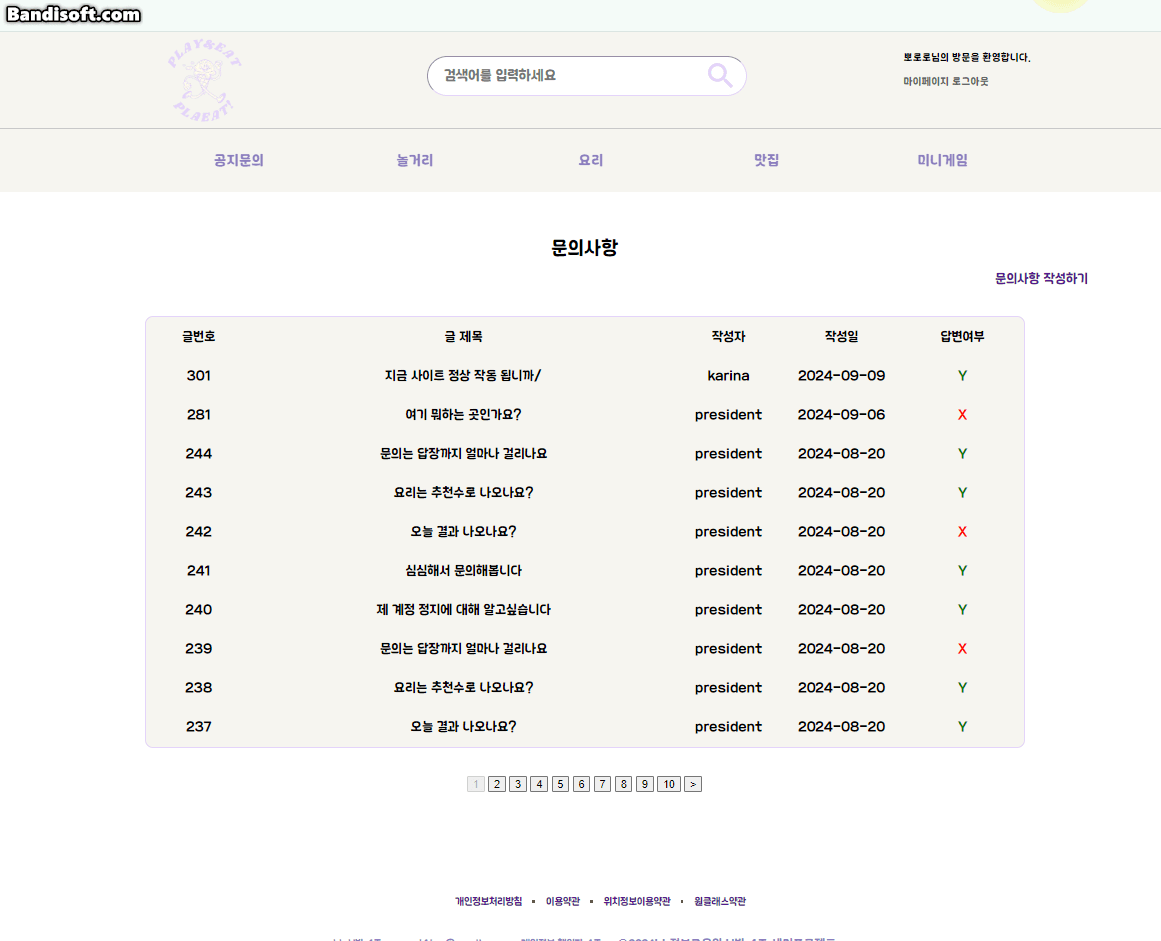 Bandisoft.com
PLAY&EAT
PLAEAT!
검색어를 입력하세요
뽀로로님의 방문을 환영합니다.
마이페이지 로그아웃
공지문의 놀거리 요리 맛집 미니게임
문의사항
문의사항 작성하기
글번호 글 제목 작성자 작성일 답변여부
301 지금 사이트 정상 작동 됩니까/ karina 2024-09-09 Y
281 여기 뭐하는 곳인가요? president 2024-09-06 X
244 문의는 답장까지 얼마나 걸리나요 president 2024-08-20 Y
243 요리는 추천수로 나오나요? president 2024-08-20 Y
242 오늘 결과 나오나요? president 2024-08-20 X
241 심심해서 문의해봅니다 president 2024-08-20 Y
240 제 계정 정지에 대해 알고싶습니다 president 2024-08-20 Y
239 문의는 답장까지 얼마나 걸리나요 president 2024-08-20 X
238 요리는 추천수로 나오나요? president 2024-08-20 Y
237 오늘 결과 나오나요? president 2024-08-20 Y
1 2 3 4 5 6 7 8 9 10 >
개인정보처리방침 • 이용약관 • 위치정보이용약관 • 원클래스약관